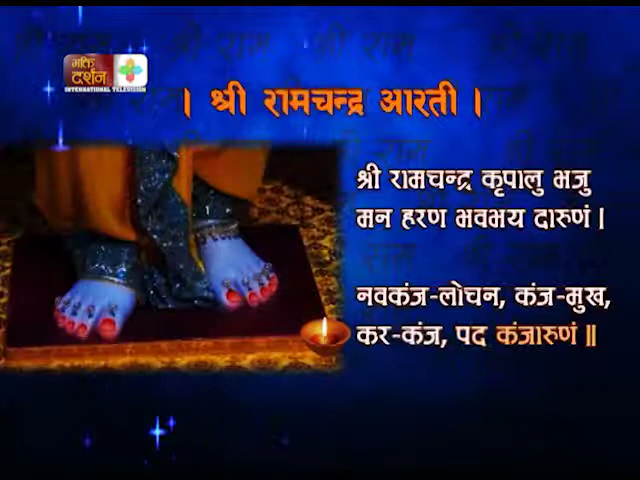 भक्ति
दर्शन
INTERNATIONAL TELEVISION
। श्री रामचन्द्र आरती ।
श्री रामचन्द्र कृपालु भजु
मन हरण भवभय दारुणं ।
नवकंज-लोचन, कंज-मुख,
कर-कंज, पद कंजारुणं ॥